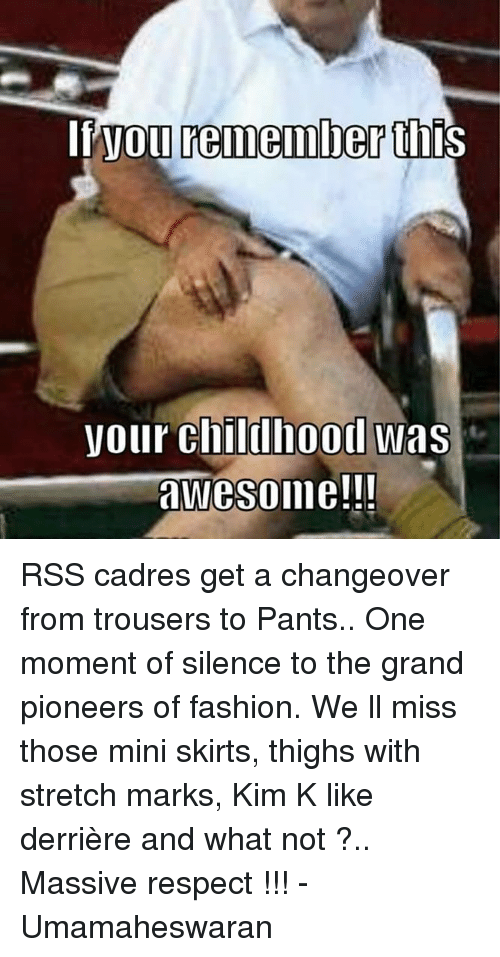 If you remember this
your childhood was
awesome!!!
RSS cadres get a changeover
from trousers to Pants.. One
moment of silence to the grand
pioneers of fashion. We ll miss
those mini skirts, thighs with
stretch marks, Kim K like
derrière and what not ?..
Massive respect !!! -
Umamaheswaran